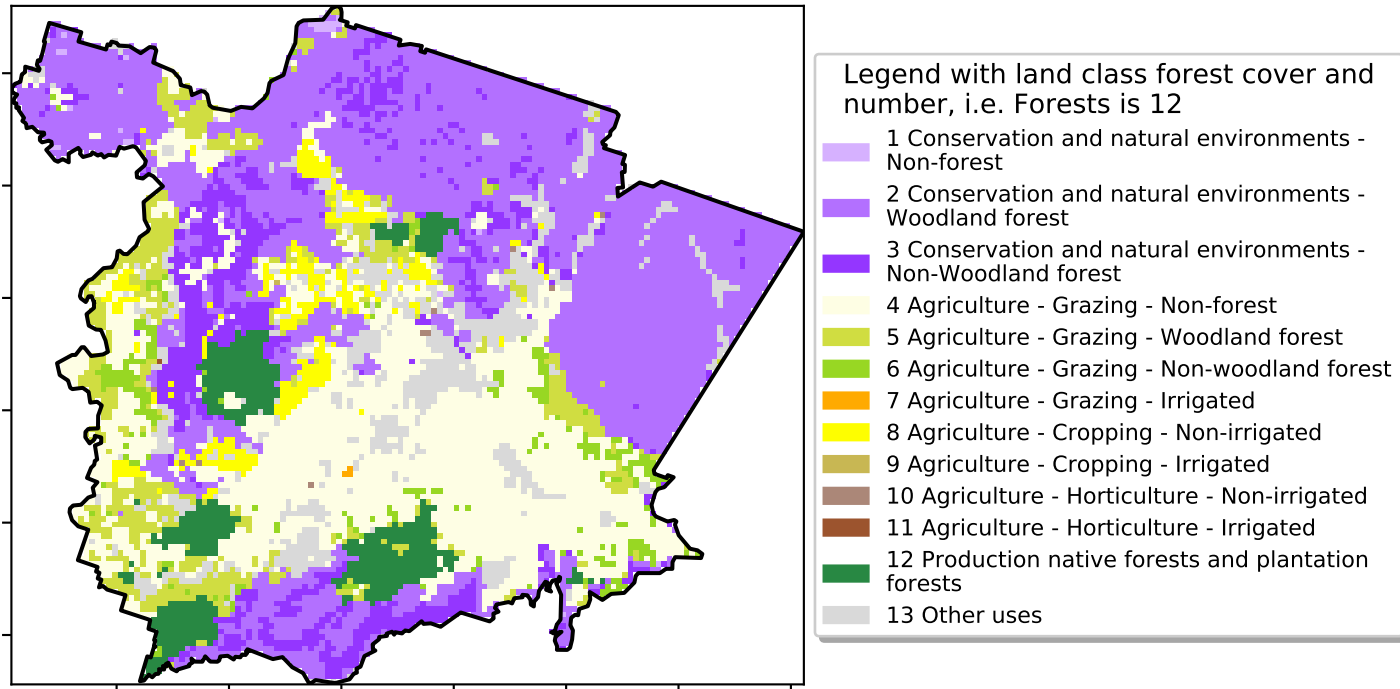 Legend with land class forest cover and
number, i.e. Forests is 12
1 Conservation and natural environments -
Non-forest
2 Conservation and natural environments -
Woodland forest
3 Conservation and natural environments -
Non-Woodland forest
4 Agriculture - Grazing - Non-forest
5 Agriculture - Grazing - Woodland forest
6 Agriculture - Grazing - Non-woodland forest
7 Agriculture - Grazing - Irrigated
8 Agriculture - Cropping - Non-irrigated
9 Agriculture - Cropping - Irrigated
10 Agriculture - Horticulture - Non-irrigated
11 Agriculture - Horticulture - Irrigated
12 Production native forests and plantation
forests
13 Other uses